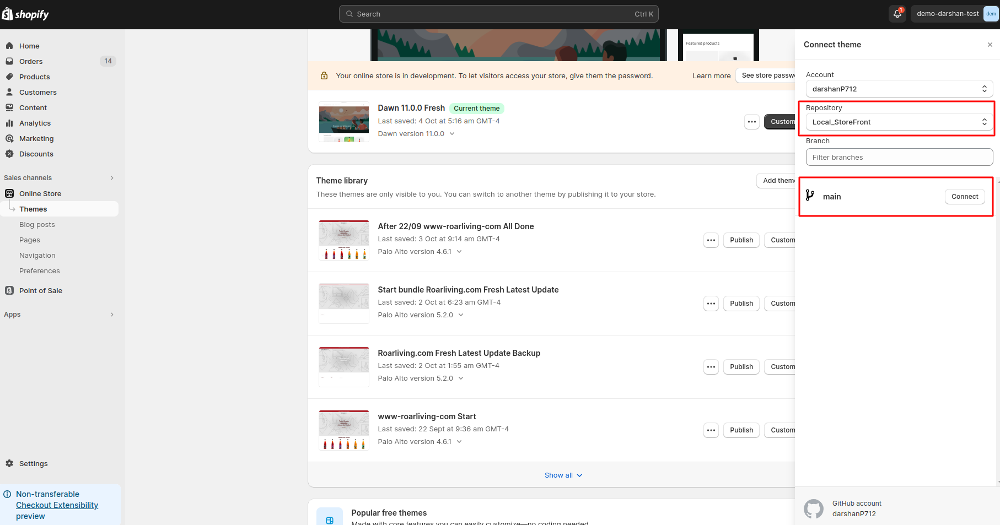 shopify
Search
Ctrl K
1
demo-darshan-test
dem
Home
Orders
14
Products
Customers
Content
Analytics
Marketing
Discounts
Sales channels
Online Store
Themes
Blog posts
Pages
Navigation
Preferences
Point of Sale
Apps
Settings
Non-transferable
Checkout Extensibility
preview
Featured products
Your online store is in development. To let visitors access your store, give them the password.
Learn more
See store passw
Dawn 11.0.0 Fresh
Current theme
Last saved: 4 Oct at 5:16 am GMT-4
Dawn version 11.0.0
Custom
Theme library
Add theme
These themes are only visible to you. You can switch to another theme by publishing it to your store.
After 22/09 www-roarliving-com All Done
Last saved: 3 Oct at 9:14 am GMT-4
Palo Alto version 4.6.1
Publish
Custom
Start bundle Roarliving.com Fresh Latest Update
Last saved: 2 Oct at 6:23 am GMT-4
Palo Alto version 5.2.0
Publish
Custom
Roarliving.com Fresh Latest Update Backup
Last saved: 2 Oct at 1:55 am GMT-4
Palo Alto version 5.2.0
Publish
Custom
www-roarliving-com Start
Last saved: 22 Sept at 9:36 am GMT-4
Palo Alto version 4.6.1
Publish
Custom
Show all
Popular free themes
Made with core features you can easily customize—no coding needed.
Connect theme
Account
darshanP712
Repository
Local_StoreFront
Branch
Filter branches
main
Connect
GitHub account
darshanP712